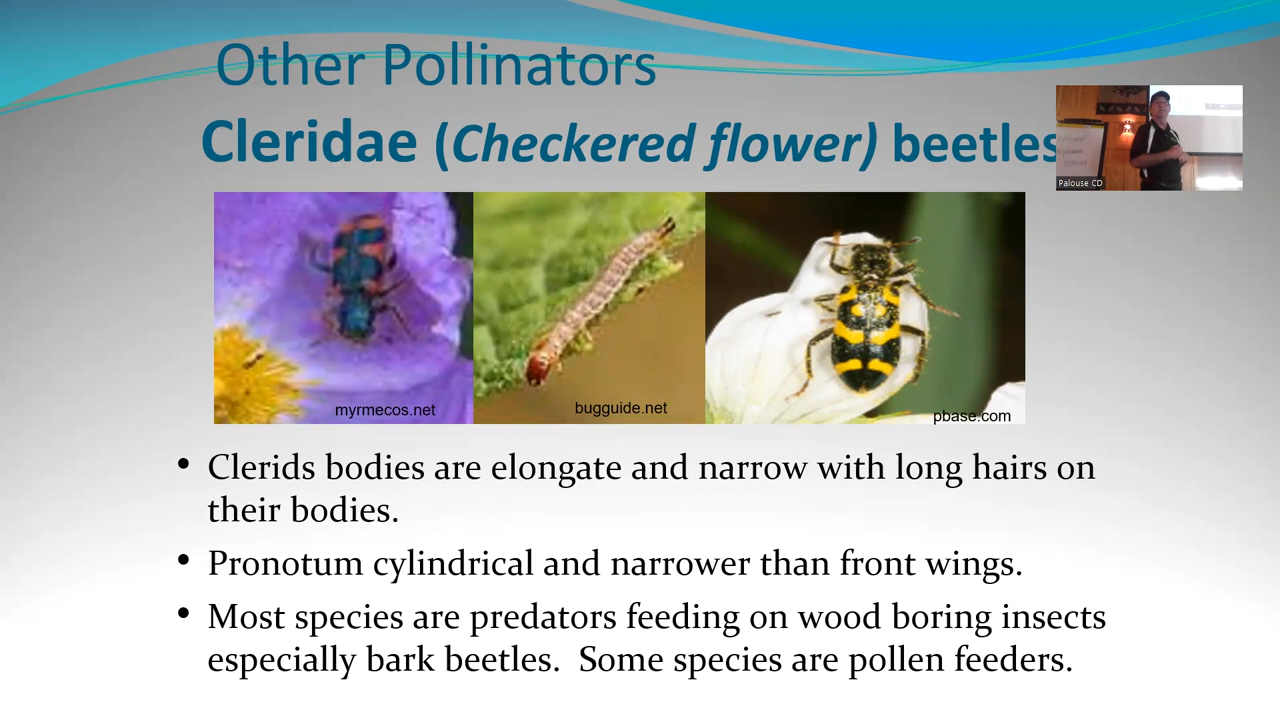 Other Pollinators
Cleridae (Checkered flower) beetles
Palouse CD
myrmecos.net
bugguide.net
pbase.com
• Clerids bodies are elongate and narrow with long hairs on
their bodies.
• Pronotum cylindrical and narrower than front wings.
• Most species are predators feeding on wood boring insects
especially bark beetles.  Some species are pollen feeders.